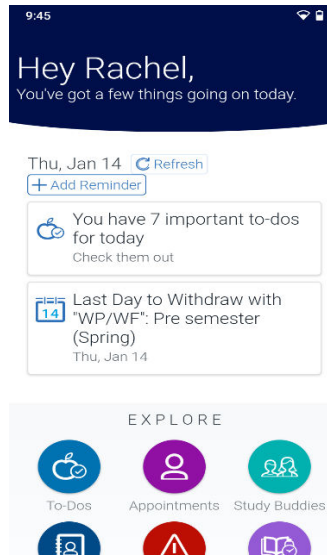 9:45
Hey Rachel,
You've got a few things going on today.
Thu, Jan 14 Refresh
+ Add Reminder
You have 7 important to-dos
for today
Check them out
14
Last Day to Withdraw with
"WP/WF": Pre semester
(Spring)
Thu, Jan 14
EXPLORE
To-Dos Appointments Study Buddies